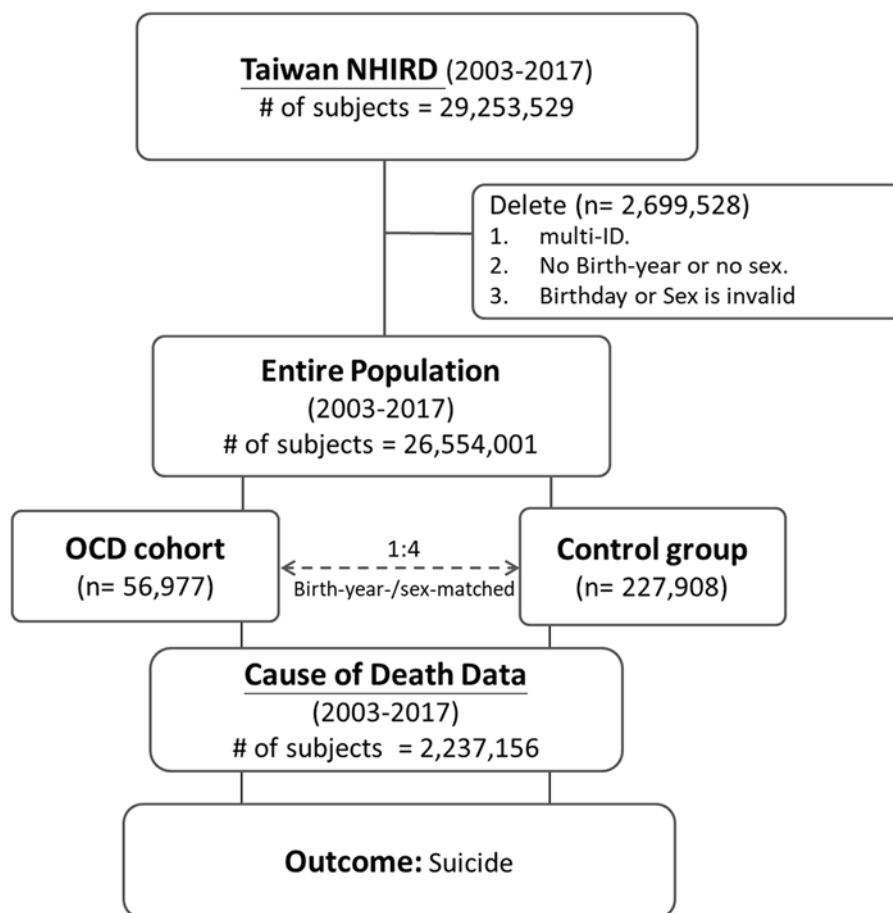 Taiwan NHIRD (2003-2017)
# of subjects = 29,253,529
Delete (n= 2,699,528)
1. multi-ID.
2. No Birth-year or no sex.
3. Birthday or Sex is invalid
Entire Population
(2003-2017)
# of subjects = 26,554,001
OCD cohort
(n= 56,977)
1:4
Birth-year-/sex-matched
Control group
(n= 227,908)
Cause of Death Data
(2003-2017)
# of subjects = 2,237,156
Outcome: Suicide